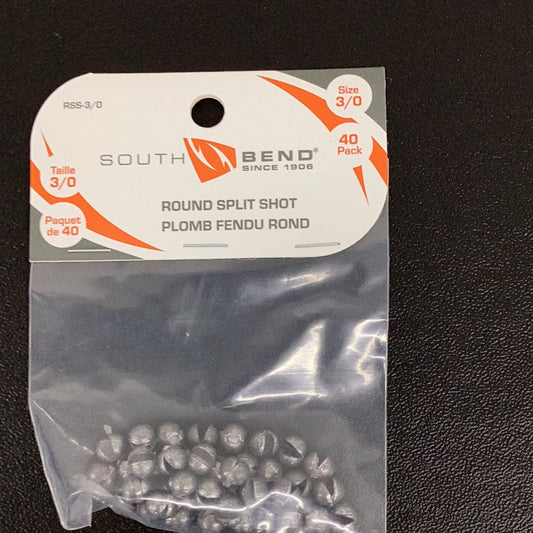 RSS-3/0
Size
3/0
40
Pack
SOUTH BEND®
SINCE 1906
Taille
3/0
Paquet
de 40
ROUND SPLIT SHOT
PLOMB FENDU ROND